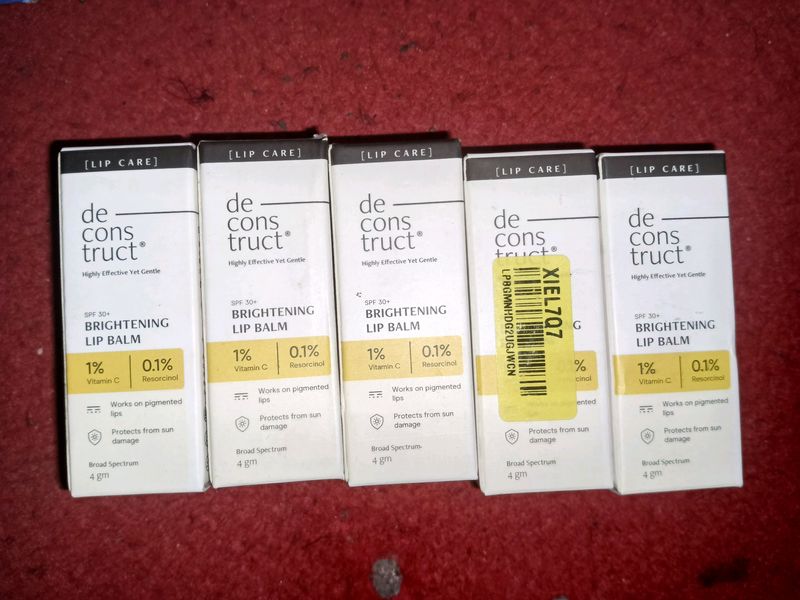 [LIP CARE]
de
cons
truct®
Highly Effective Yet Gentle
SPF 30+
BRIGHTENING
LIP BALM
1%
Vitamin C
0.1%
Resorcinol
Works on pigmented
lips
Protects from sun
damage
Broad Spectrum
4 gm
[LIP CARE]
de
cons
truct®
Highly Effective Yet Gentle
SPF 30+
BRIGHTENING
LIP BALM
1%
Vitamin C
0.1%
Resorcinol
Works on pigmented
lips
Protects from sun
damage
Broad Spectrum
4 gm
[LIP CARE]
de
cons
truct®
Highly Effective Yet Gentle
SPF 30+
BRIGHTENING
LIP BALM
1%
Vitamin C
0.1%
Resorcinol
Works on pigmented
lips
Protects from sun
damage
Broad Spectrum
4 gm
[LIP CARE]
de
cons
truct®
XIEL7Q7
LPBGMNHDG2UGJWCN
Resorcinol
Works on pigmented
lips
Protects from sun
damage
Broad Spectrum
4 gm
[LIP CARE]
de
cons
truct®
Highly Effective Yet Gentle
SPF 30+
BRIGHTENING
LIP BALM
1%
Vitamin C
0.1%
Resorcinol
Works on pigmented
lips
Protects from sun
damage
Broad Spectrum
4 gm